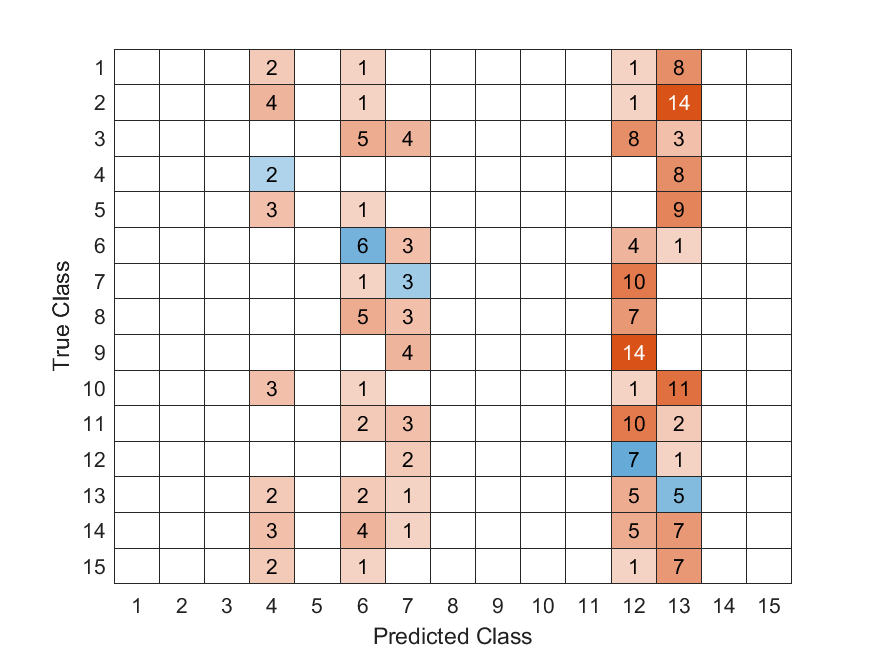 1 2 1 1 8
2 4 1 1 14
3 5 4 8 3
4 2 8
5 3 1 9
6 6 3 4 1
7 1 3 10
8 5 3 7
9 4 14
10 3 1 1 11
11 2 3 10 2
12 2 7 1
13 2 2 1 5 5
14 3 4 1 5 7
15 2 1 1 7
True Class
1 2 3 4 5 6 7 8 9 10 11 12 13 14 15
Predicted Class